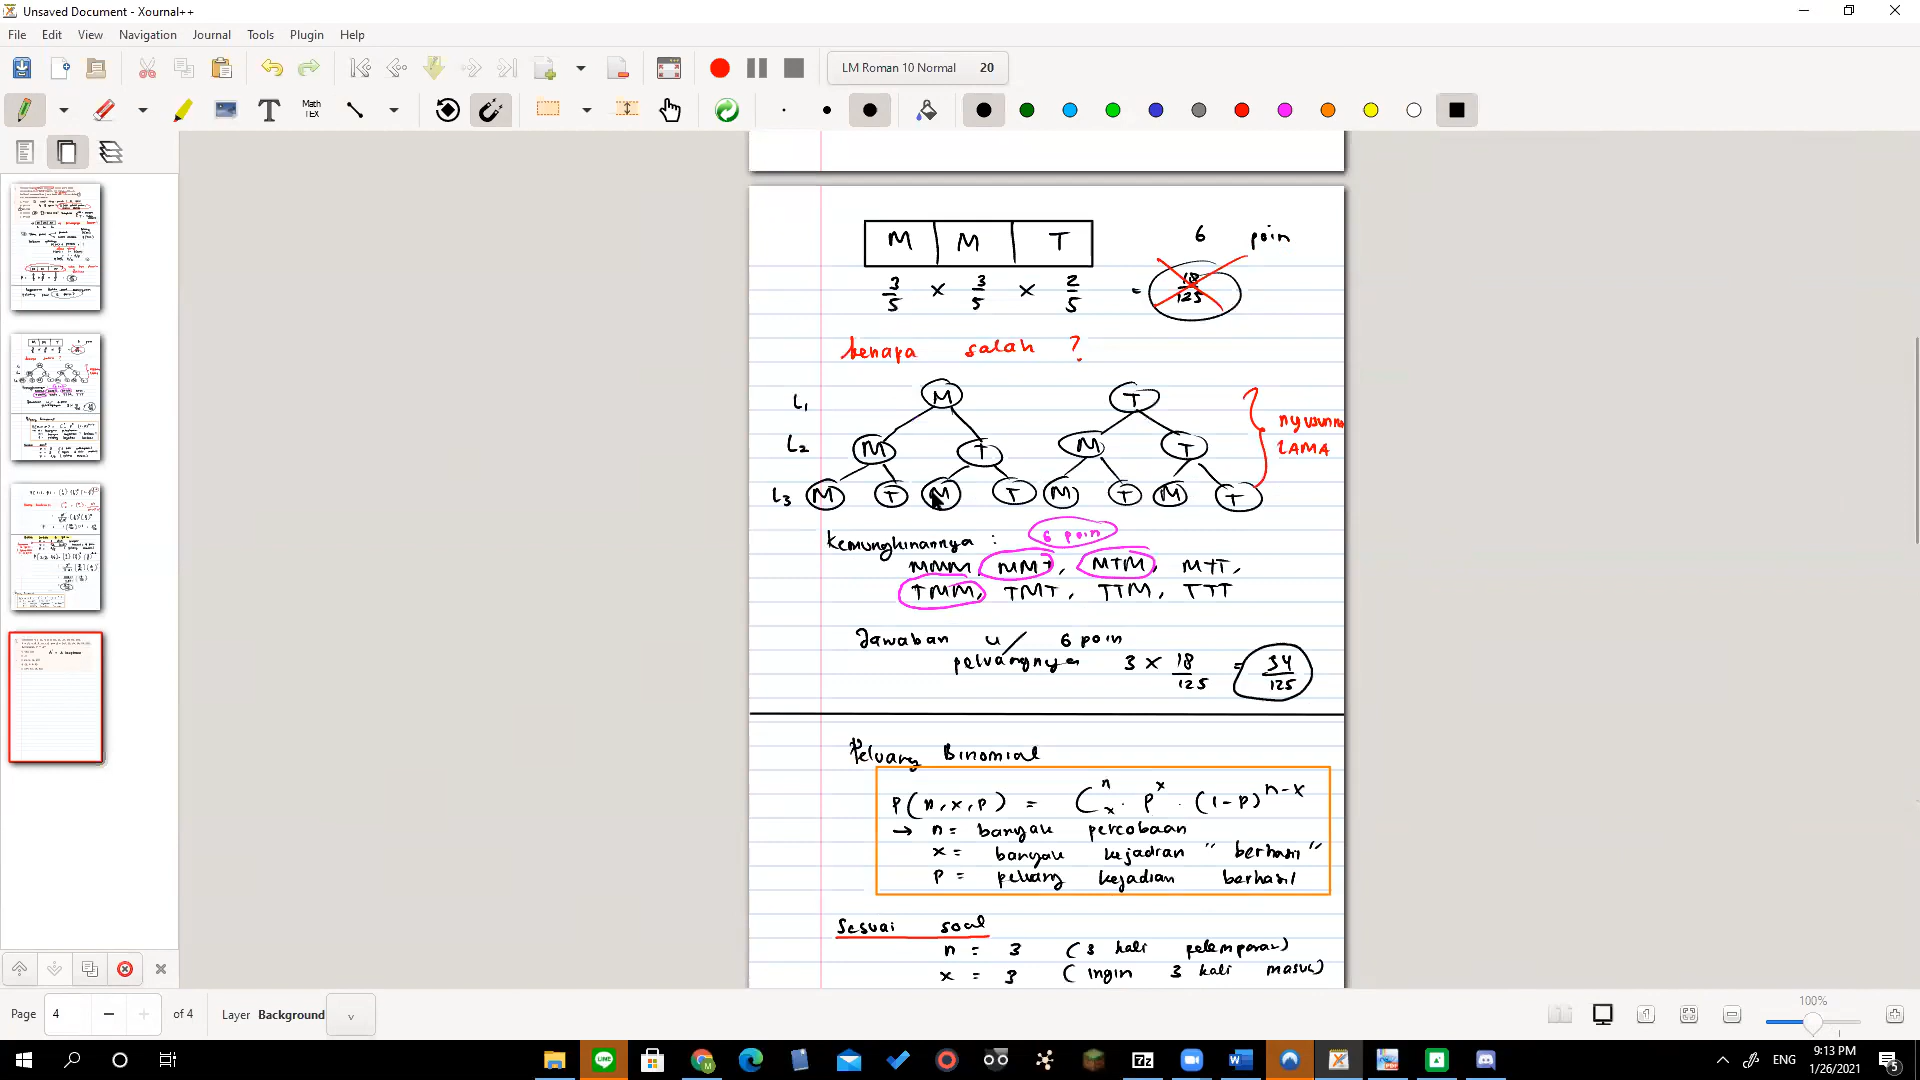 Unsaved Document - Xournal++
File Edit View Navigation Journal Tools Plugin Help
LM Roman 10 Normal 20
Math
TEX
M M T 6 poin
3/5 × 3/5 × 2/5 = 18/125
kenapa salah ?
L1 M T
L2 M T M T
LAMA
L3 M T M T M T M T
Kemungkinannya : 6 poin
MMM, MMT, MTM, MTT,
TMM, TMT, TTM, TTT
Jawaban u/ 6 poin
peluangnya 3 × 18/125 = 34/125
Peluang Binomial
P(n,x,p) = C^n_x . p^x . (1-p)^n-x
→ n = banyak percobaan
x = banyak kejadian "berhasil"
p = peluang kejadian berhasil
Sesuai soal
n = 3 (3 kali pelemparan)
x = 3 (ingin 3 kali masuk)
Page 4 of 4 Layer Background v
100%
ENG
9:13 PM
1/26/2021
5